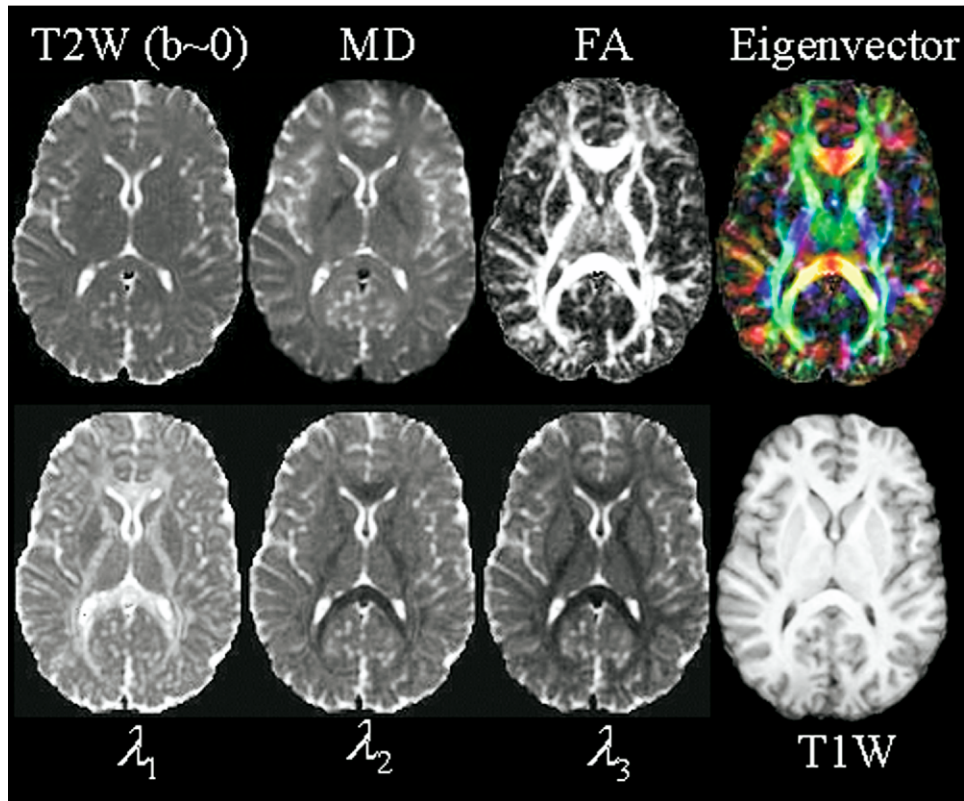 T2W (b~0) MD FA Eigenvector
λ₁ λ₂ λ₃ T1W